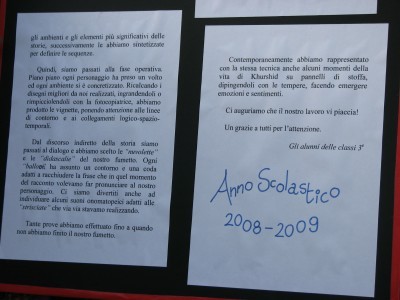 gli ambienti e gli elementi più significativi delle
storie, successivamente le abbiamo sintetizzate
per definire le sequenze.
Quindi, siamo passati alla fase operativa.
Piano piano ogni personaggio ha preso un volto
ed ogni ambiente si è concretizzato. Ricalcando i
disegni migliori da noi realizzati, ingrandendoli o
rimpicciolendoli con la fotocopiatrice, abbiamo
prodotto le vignette, ponendo attenzione alle linee
di contorno e ai collegamenti logico-spazio-
temporali.
Dal discorso indiretto della storia siamo
passati al dialogo e abbiamo scelto le "nuvolette"
e le "didascalie" del nostro fumetto. Ogni
"balloon" ha assunto un contorno e una coda
adatti a racchiudere la frase che in quel momento
del racconto volevamo far pronunciare al nostro
personaggio. Ci siamo divertiti anche ad
individuare alcuni suoni onomatopeici adatti alle
"strisciate" che via via stavamo realizzando.
Tante prove abbiamo effettuato fino a quando
non abbiamo finito il nostro fumetto.
Contemporaneamente abbiamo rappresentato
con la stessa tecnica anche alcuni momenti della
vita di Khurshid su pannelli di stoffa,
dipingendoli con le tempere, facendo emergere
emozioni e sentimenti.
Ci auguriamo che il nostro lavoro vi piaccia!
Un grazie a tutti per l'attenzione.
Gli alunni delle classi 3ª
Anno Scolastico
2008-2009